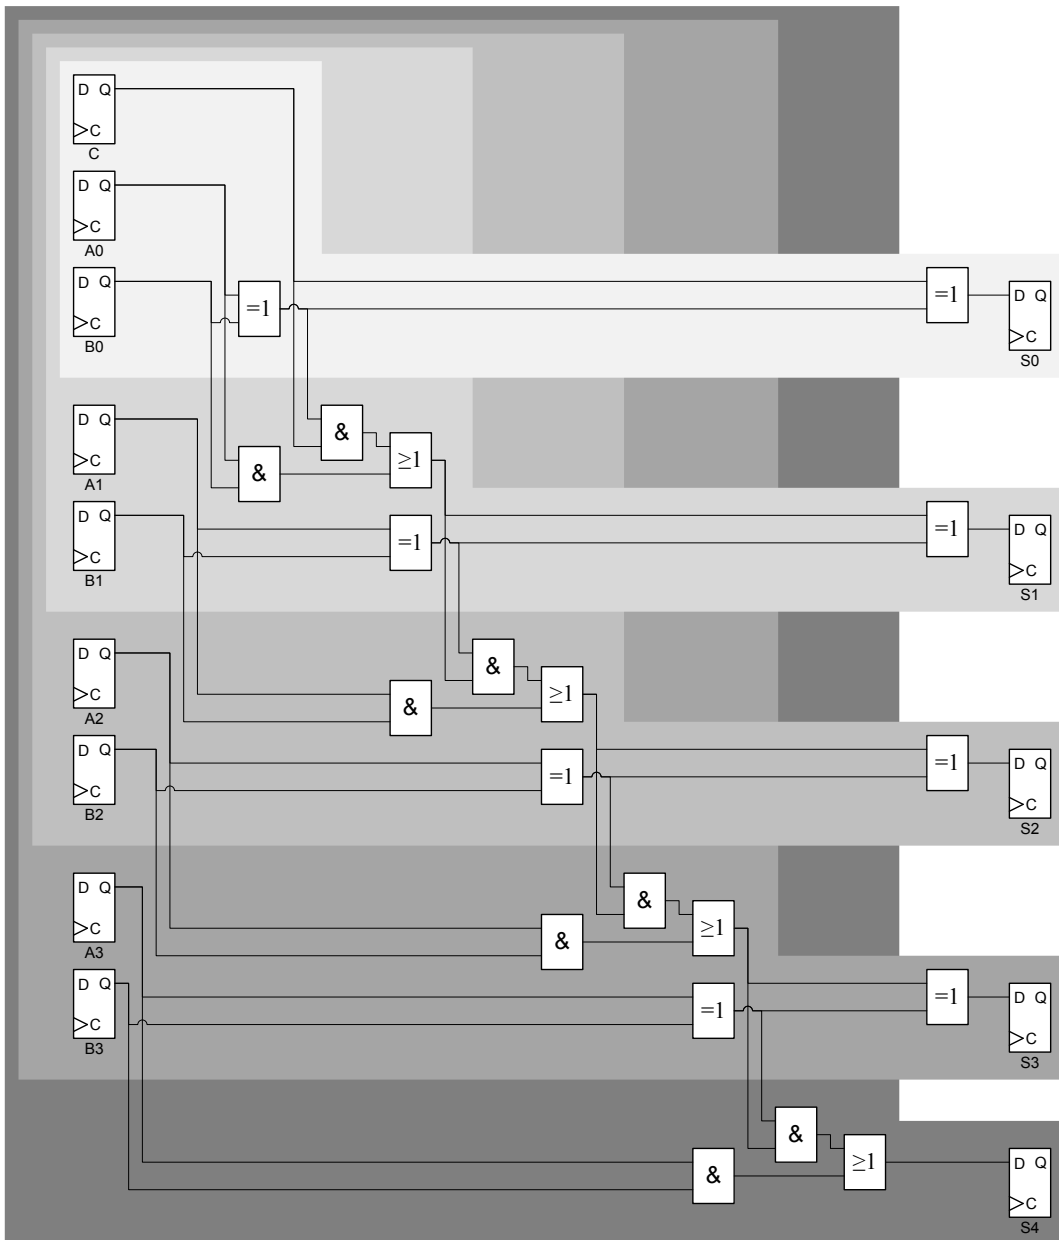 D Q
C
C
D Q
C
A0
D Q
C
B0
=1
=1
D Q
C
S0
D Q
C
A1
&
&
≥1
D Q
C
B1
=1
=1
D Q
C
S1
D Q
C
A2
&
&
≥1
D Q
C
B2
=1
=1
D Q
C
S2
D Q
C
A3
&
&
≥1
D Q
C
B3
=1
=1
D Q
C
S3
&
&
≥1
D Q
C
S4